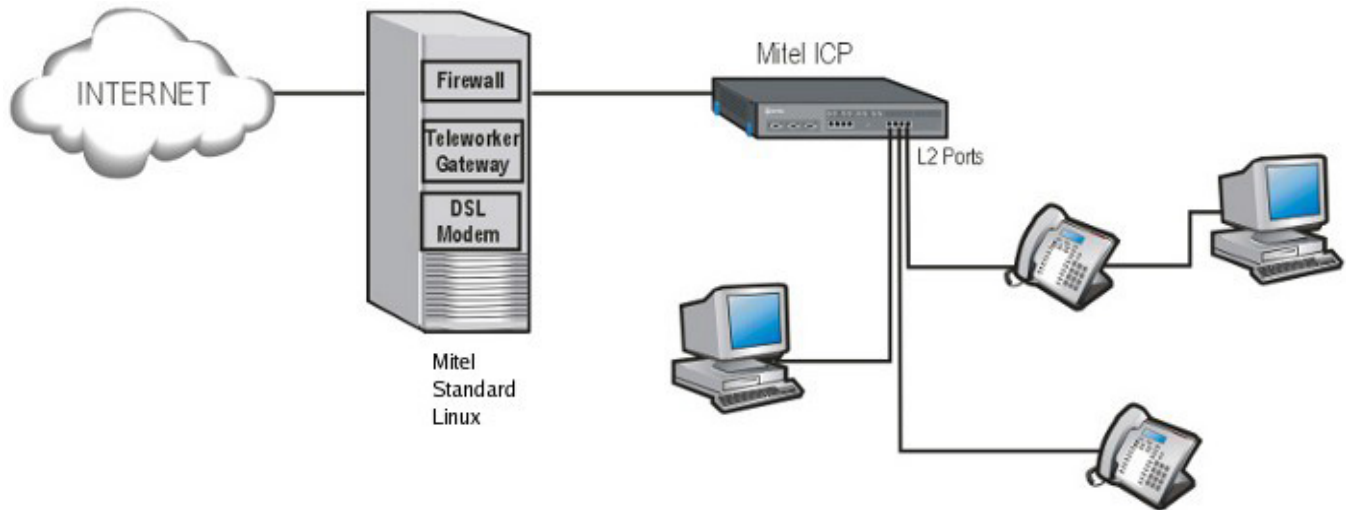 INTERNET
Firewall
Teleworker
Gateway
DSL
Modem
Mitel
Standard
Linux
Mitel ICP
L2 Ports